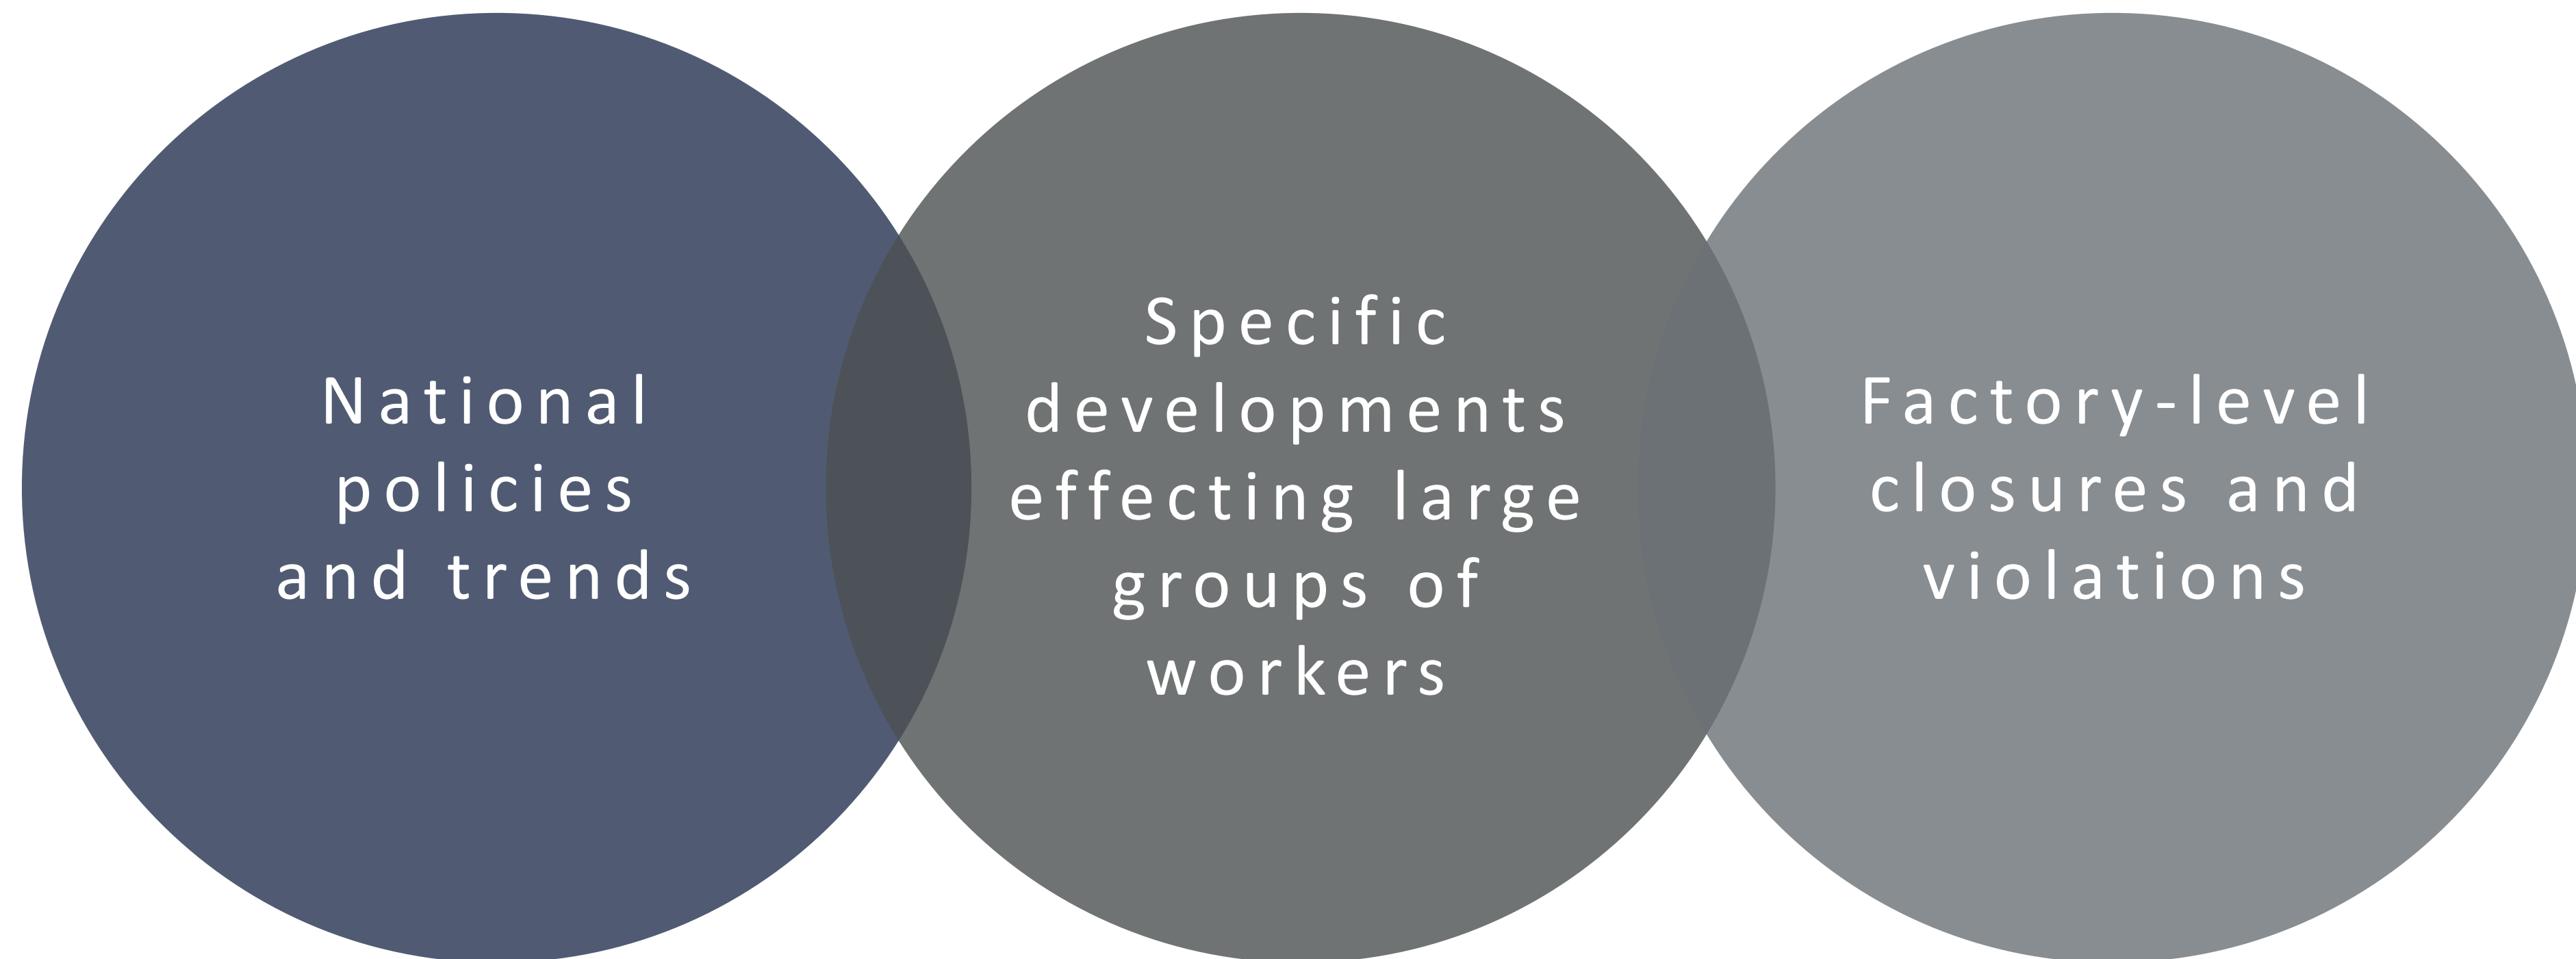 National
policies
and trends
Specific
developments
effecting large
groups of
workers
Factory-level
closures and
violations